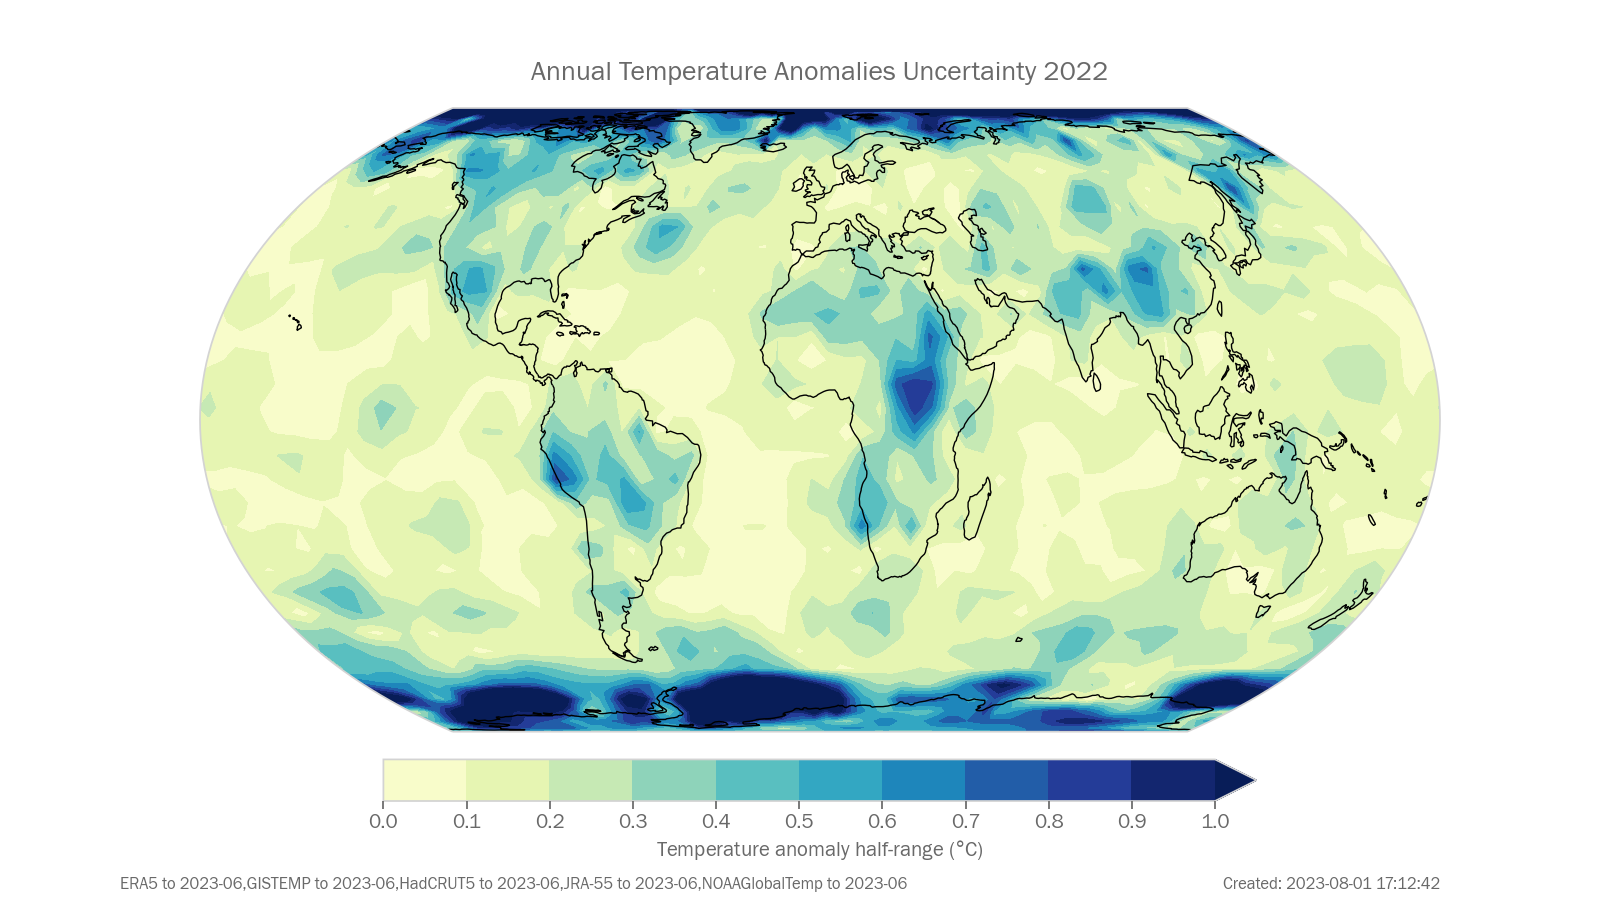 Annual Temperature Anomalies Uncertainty 2022
0.0 0.1 0.2 0.3 0.4 0.5 0.6 0.7 0.8 0.9 1.0
Temperature anomaly half-range (°C)
ERA5 to 2023-06,GISTEMP to 2023-06,HadCRUT5 to 2023-06,JRA-55 to 2023-06,NOAAGlobalTemp to 2023-06
Created: 2023-08-01 17:12:42